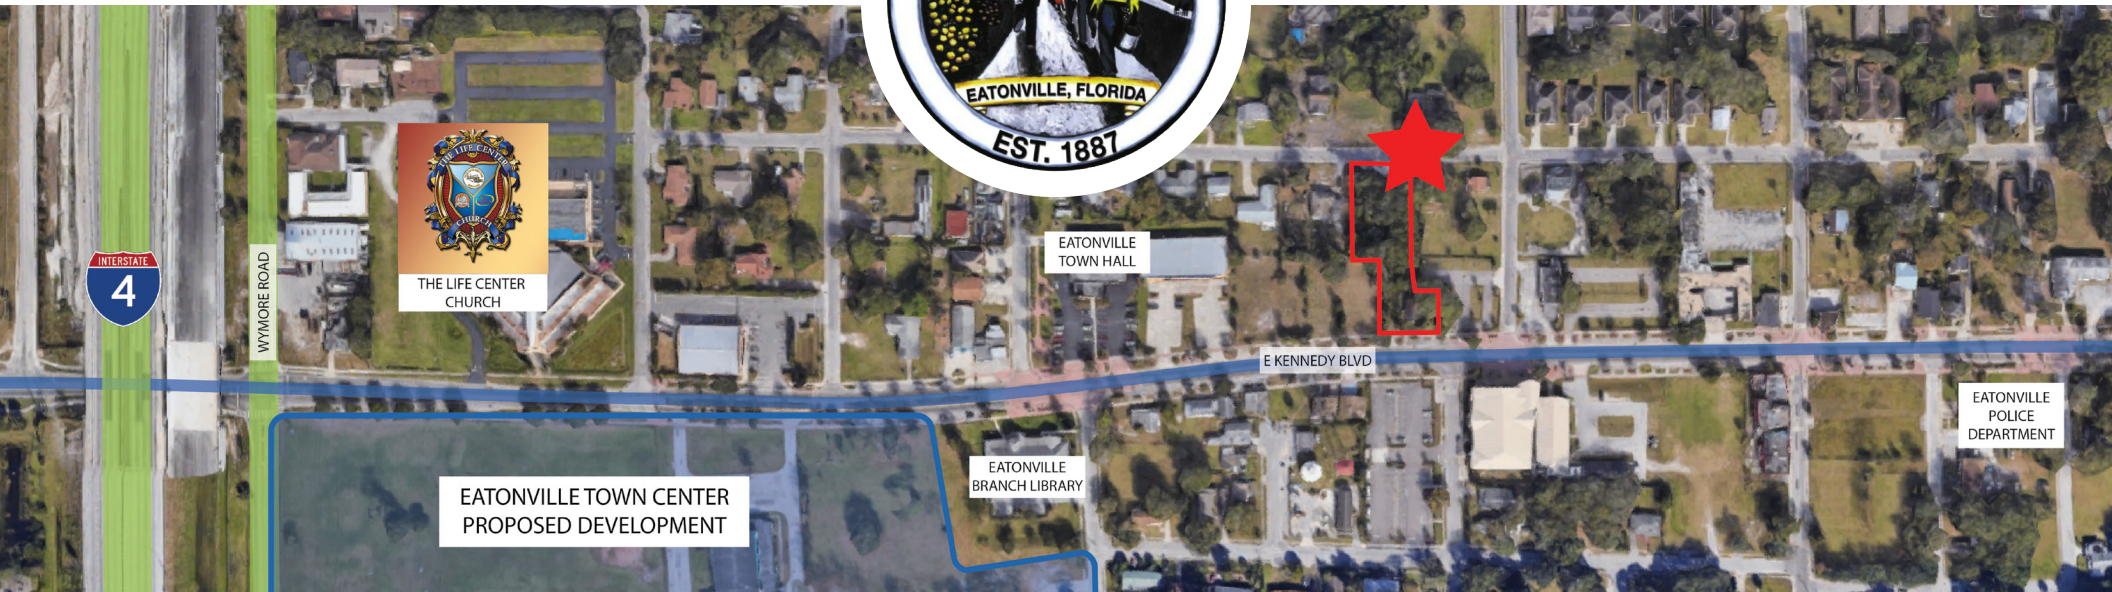 EATONVILLE, FLORIDA
EST. 1887
THE LIFE CENTER
CHURCH
THE LIFE CENTER
CHURCH
INTERSTATE
4
WYMORE ROAD
EATONVILLE
TOWN HALL
E KENNEDY BLVD
EATONVILLE
POLICE
DEPARTMENT
EATONVILLE
BRANCH LIBRARY
EATONVILLE TOWN CENTER
PROPOSED DEVELOPMENT